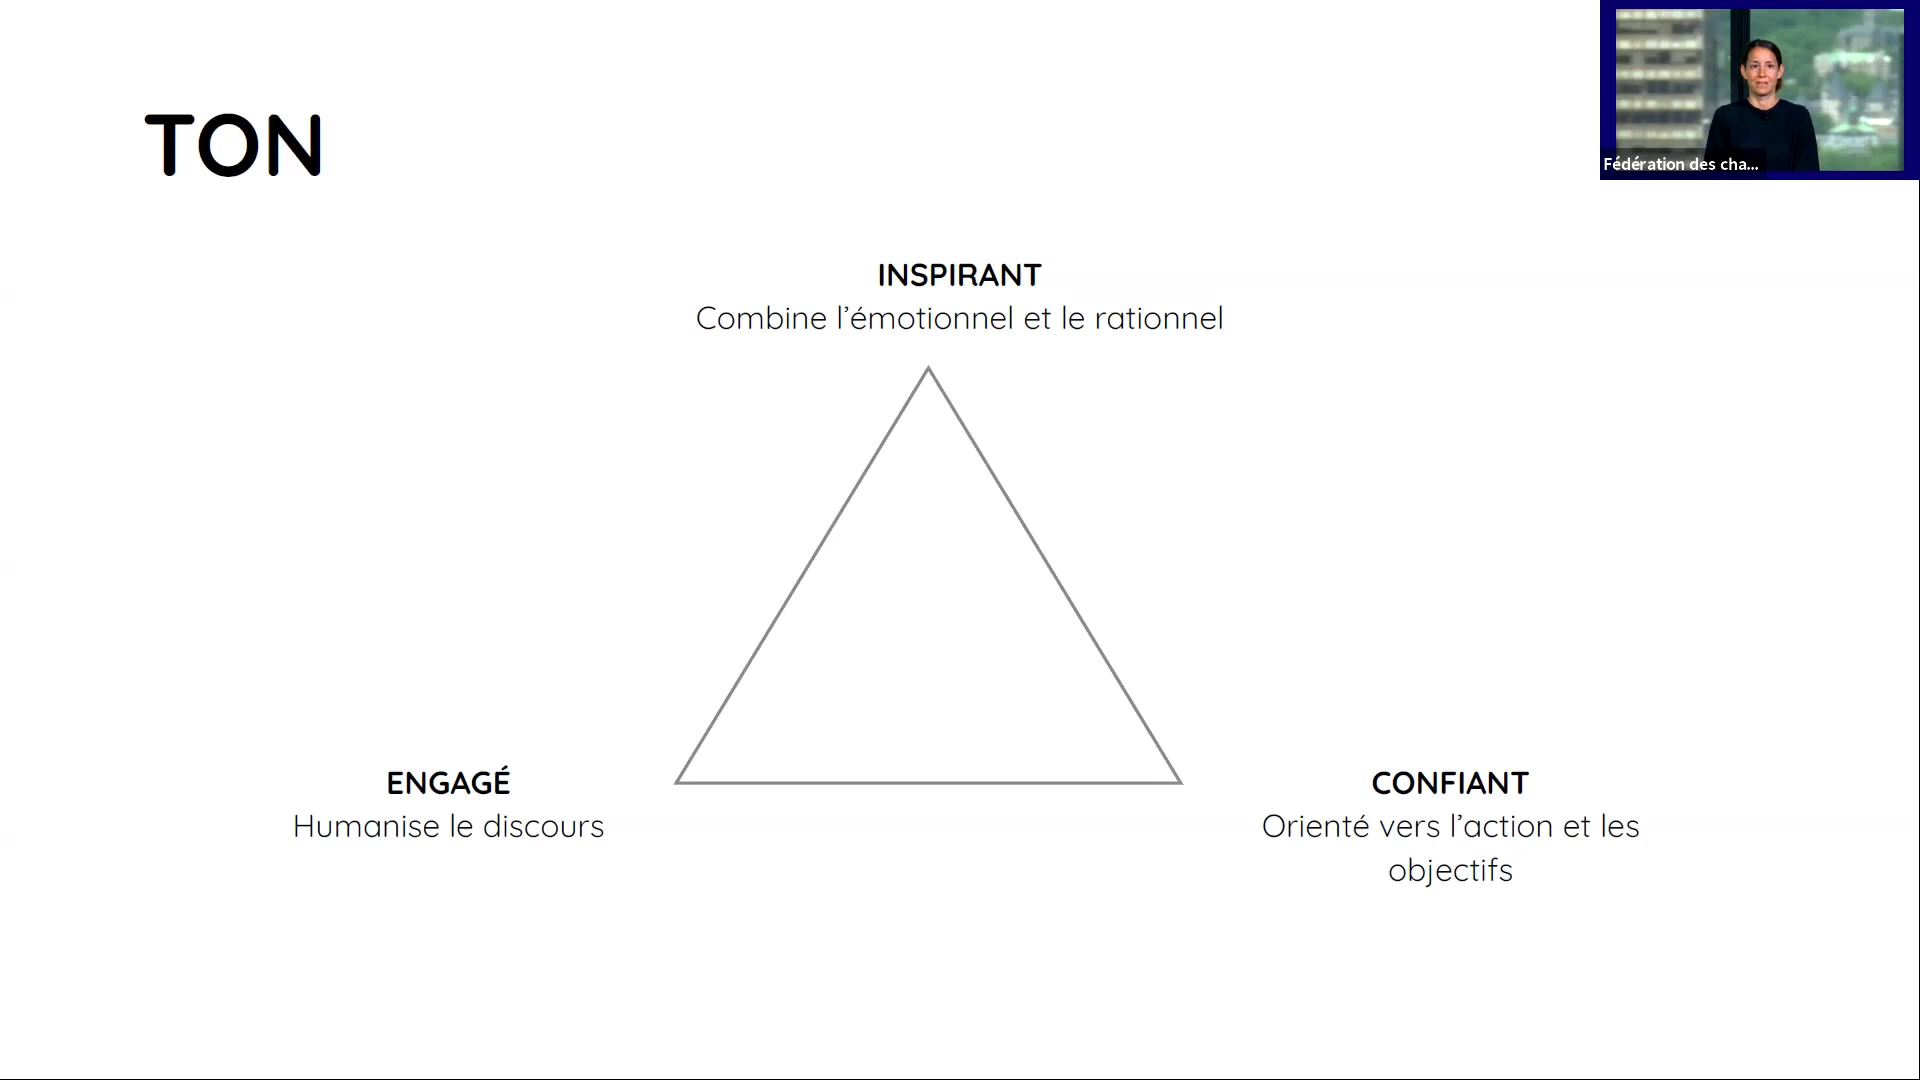 TON
Fédération des cha...
INSPIRANT
Combine l’émotionnel et le rationnel
ENGAGÉ
Humanise le discours
CONFIANT
Orienté vers l’action et les
objectifs